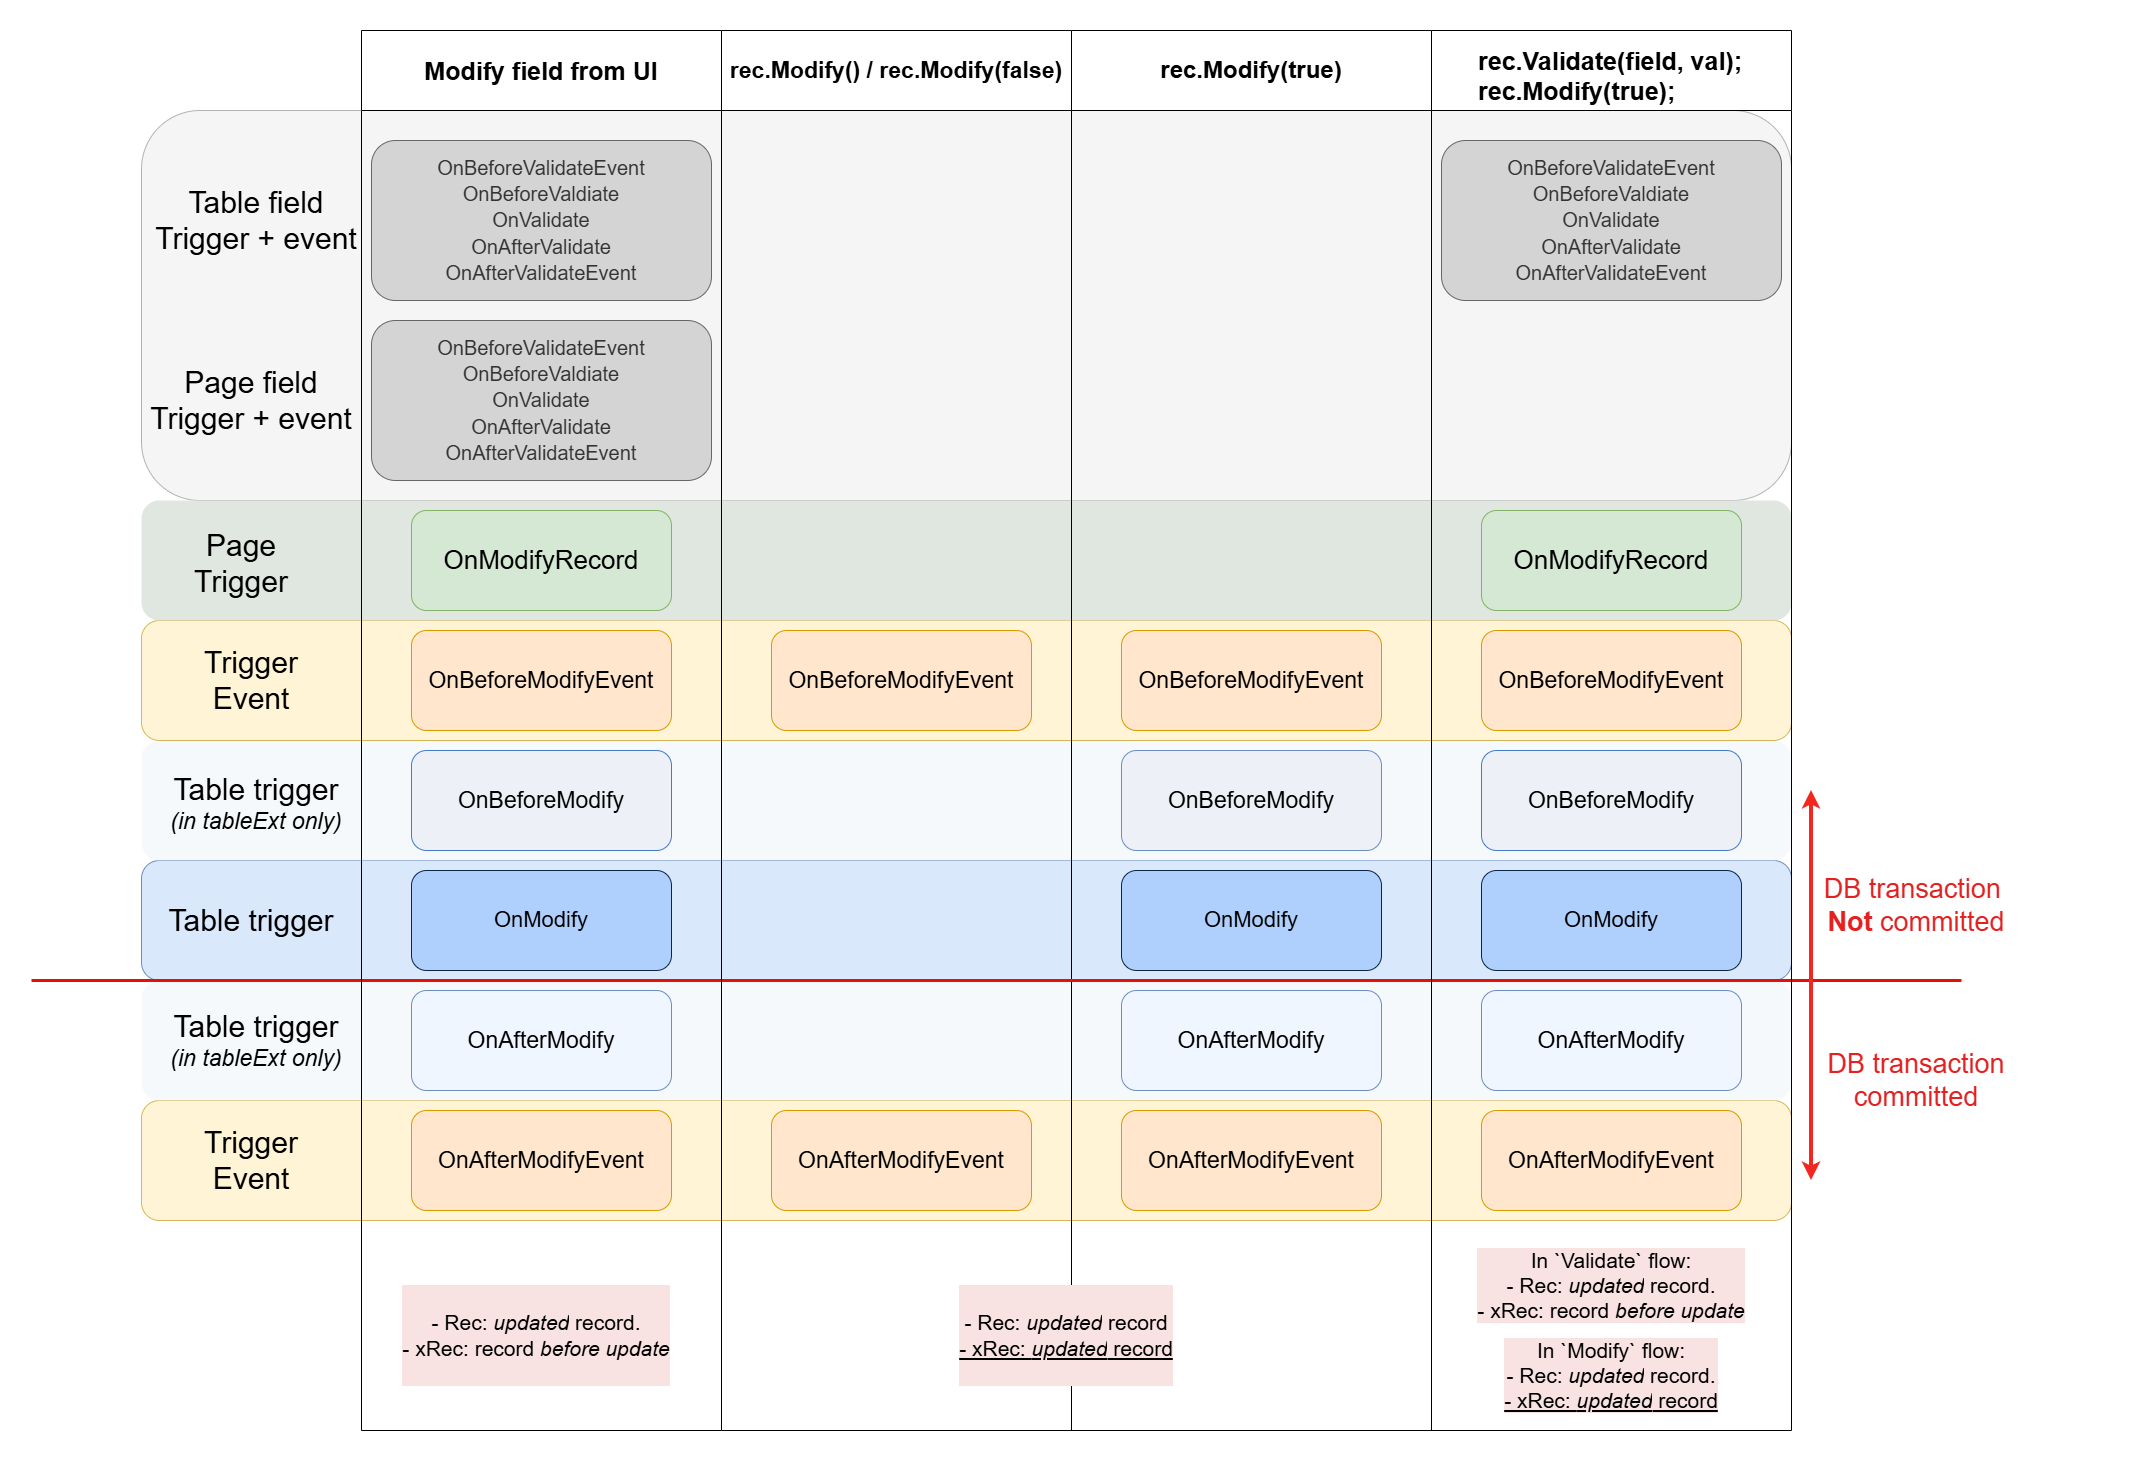 Modify field from UI
rec.Modify() / rec.Modify(false)
rec.Modify(true)
rec.Validate(field, val);
rec.Modify(true);
Table field
Trigger + event
OnBeforeValidateEvent
OnBeforeValdiate
OnValidate
OnAfterValidate
OnAfterValidateEvent
OnBeforeValidateEvent
OnBeforeValdiate
OnValidate
OnAfterValidate
OnAfterValidateEvent
Page field
Trigger + event
OnBeforeValidateEvent
OnBeforeValdiate
OnValidate
OnAfterValidate
OnAfterValidateEvent
Page
Trigger
OnModifyRecord
OnModifyRecord
Trigger
Event
OnBeforeModifyEvent
OnBeforeModifyEvent
OnBeforeModifyEvent
OnBeforeModifyEvent
Table trigger
(in tableExt only)
OnBeforeModify
OnBeforeModify
OnBeforeModify
Table trigger
OnModify
OnModify
OnModify
DB transaction
Not committed
Table trigger
(in tableExt only)
OnAfterModify
OnAfterModify
OnAfterModify
DB transaction
committed
Trigger
Event
OnAfterModifyEvent
OnAfterModifyEvent
OnAfterModifyEvent
OnAfterModifyEvent
- Rec: updated record.
- xRec: record before update
- Rec: updated record
- xRec: updated record
In `Validate` flow:
- Rec: updated record.
- xRec: record before update
In `Modify` flow:
- Rec: updated record.
- xRec: updated record